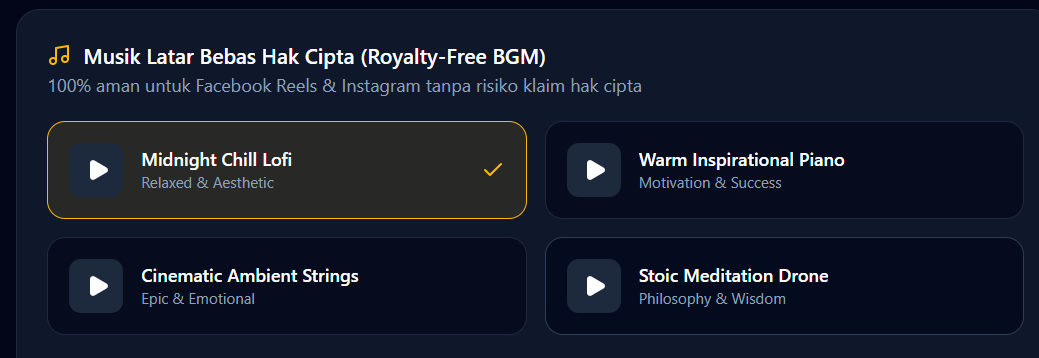 Musik Latar Bebas Hak Cipta (Royalty-Free BGM)
100% aman untuk Facebook Reels & Instagram tanpa risiko klaim hak cipta
Midnight Chill Lofi
Relaxed & Aesthetic
Warm Inspirational Piano
Motivation & Success
Cinematic Ambient Strings
Epic & Emotional
Stoic Meditation Drone
Philosophy & Wisdom